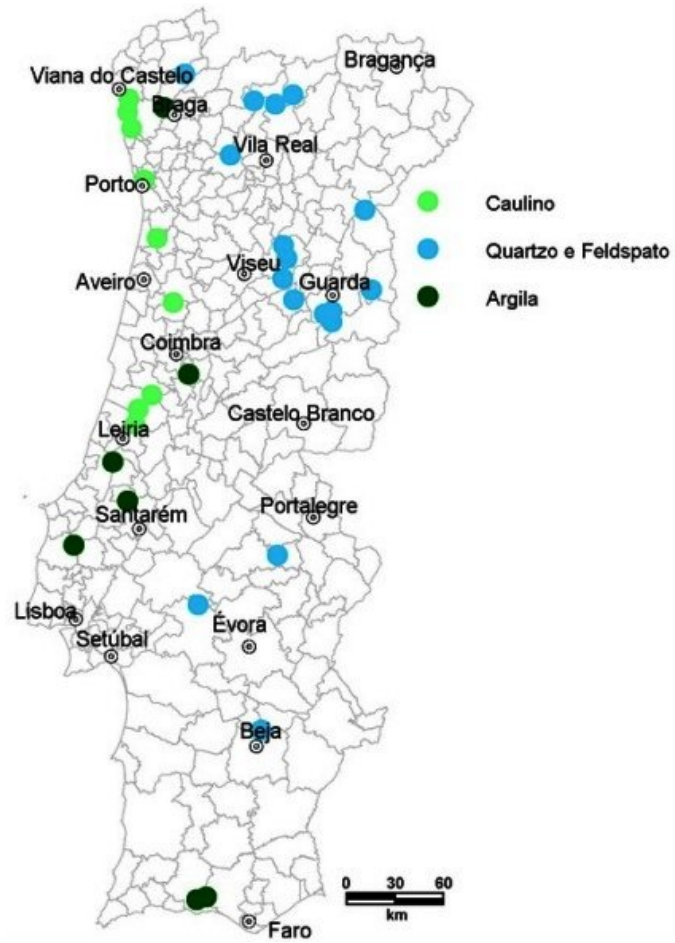 Bragança
Viana do Castelo
Braga
Vila Real
Porto
Caulino
Quartzo e Feldspato
Viseu
Aveiro
Guarda
Argila
Coimbra
Castelo Branco
Leiria
Portalegre
Santarém
Lisboa
Évora
Setúbal
Beja
0 30 60
km
Faro